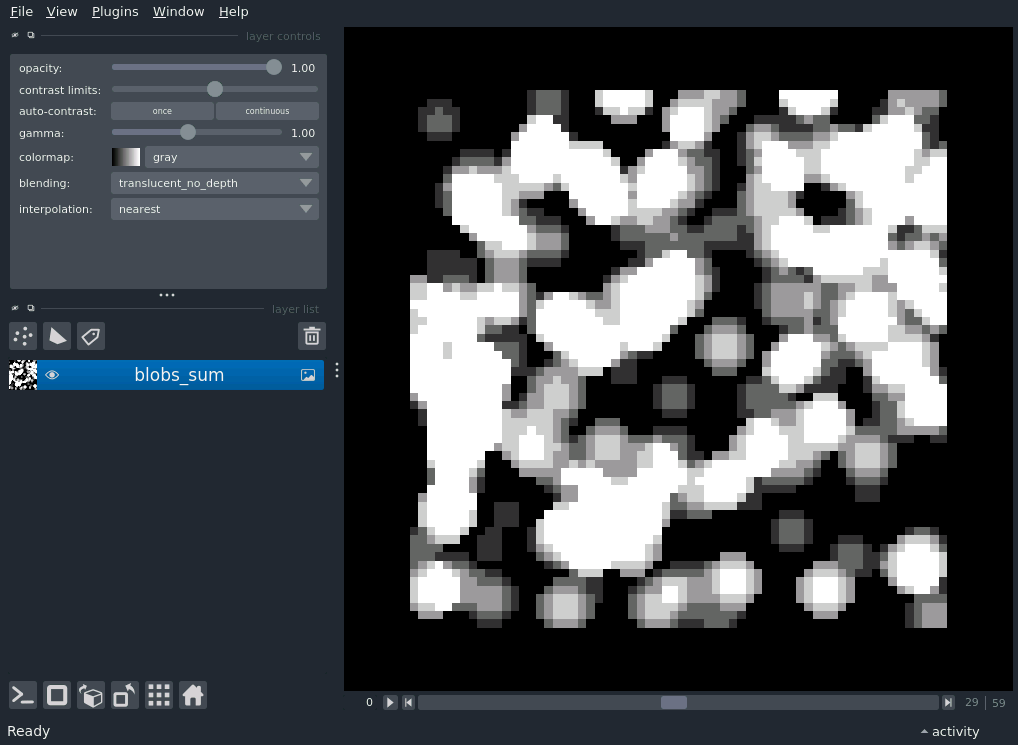 File View Plugins Window Help
layer controls
opacity: 1.00
contrast limits:
auto-contrast: once continuous
gamma: 1.00
colormap: gray
blending: translucent_no_depth
interpolation: nearest
layer list
blobs_sum
0 29 59
Ready activity